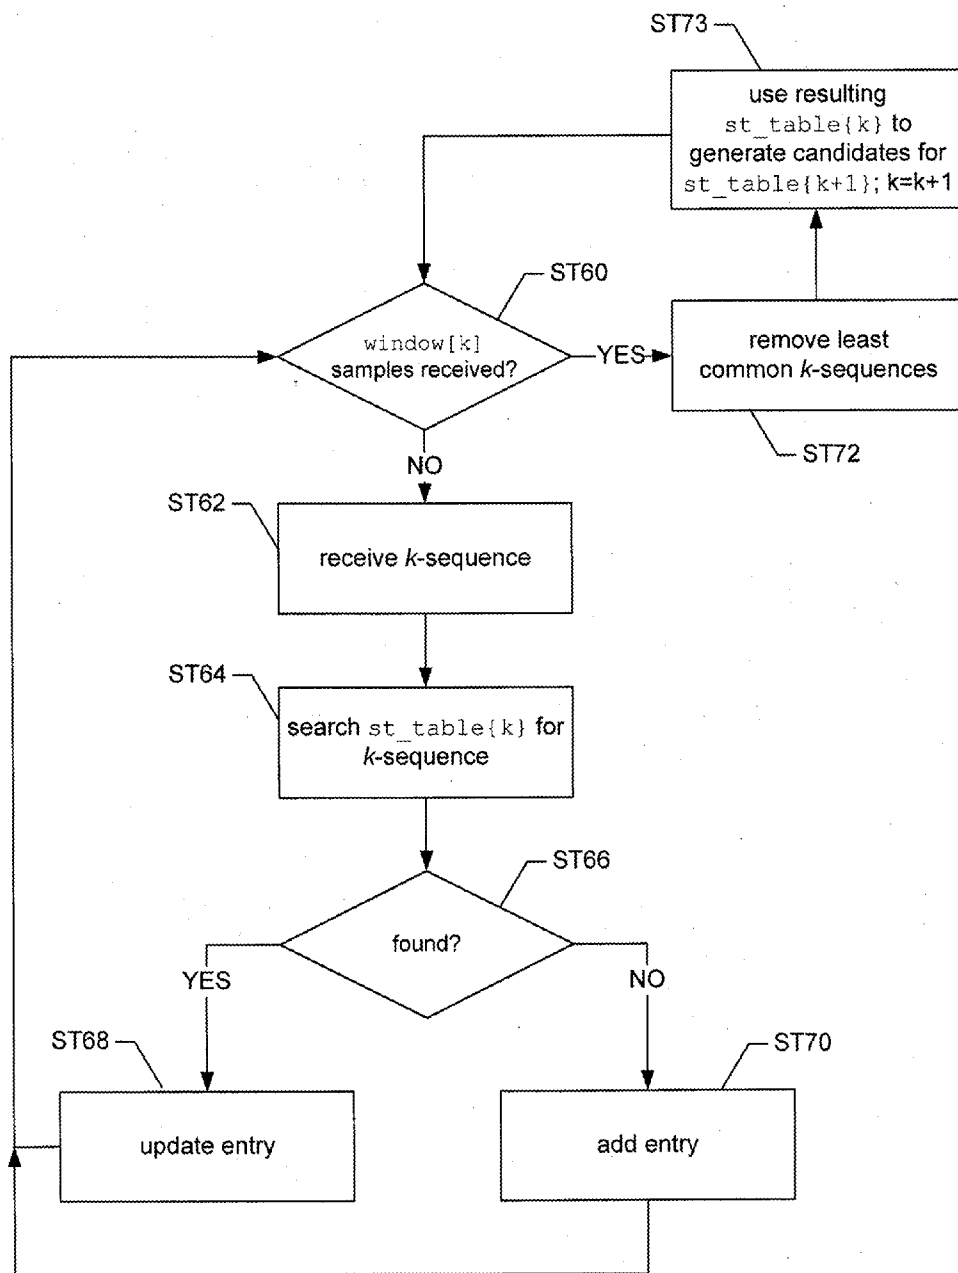 ST73
use resulting
st_table{k} to
generate candidates for
st_table{k+1}; k=k+1
ST60
window[k]
samples received?
YES
remove least
common k-sequences
ST72
NO
ST62
receive k-sequence
ST64
search st_table{k} for
k-sequence
ST66
found?
YES
NO
ST68
ST70
update entry
add entry